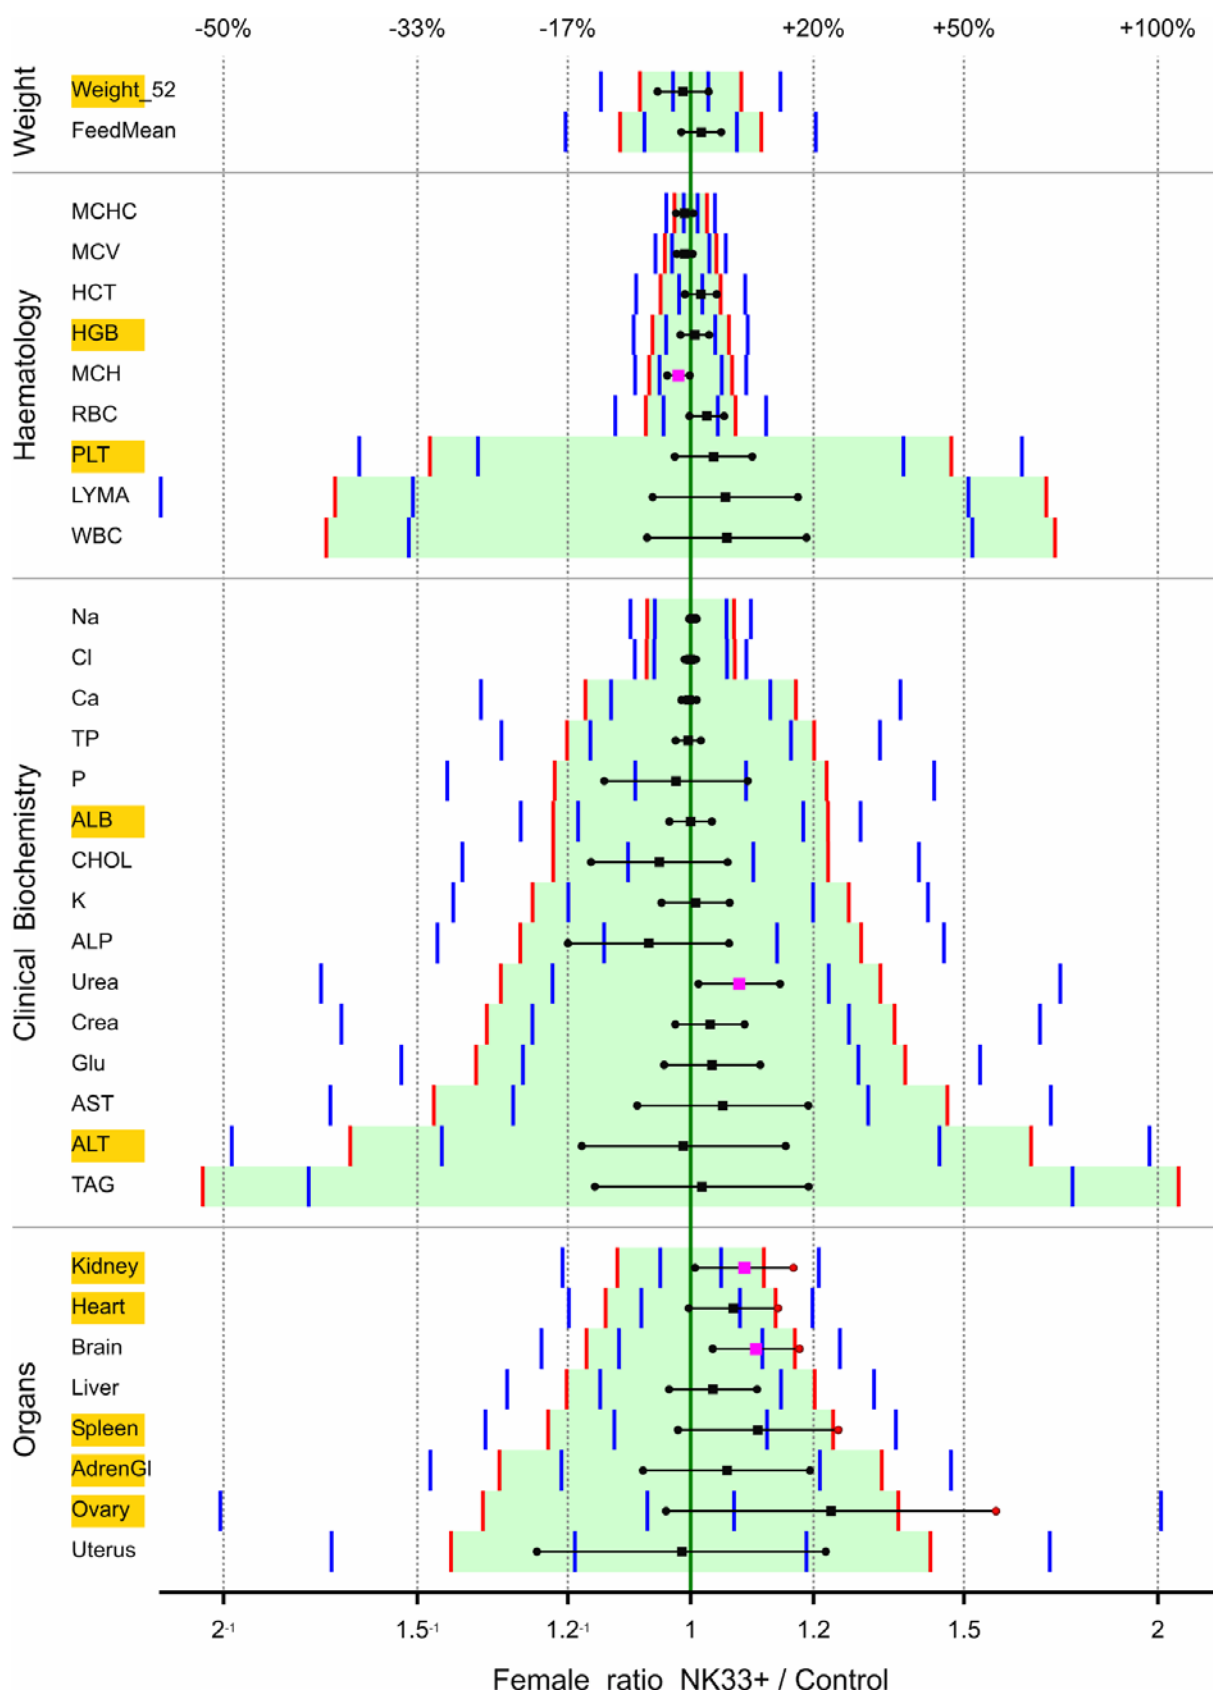 -50% -33% -17% +20% +50% +100%
Weight
Weight_52
FeedMean
Haematology
MCHC
MCV
HCT
HGB
MCH
RBC
PLT
LYMA
WBC
Clinical Biochemistry
Na
Cl
Ca
TP
P
ALB
CHOL
K
ALP
Urea
Crea
Glu
AST
ALT
TAG
Organs
Kidney
Heart
Brain
Liver
Spleen
AdrenGl
Ovary
Uterus
2⁻¹ 1.5⁻¹ 1.2⁻¹ 1 1.2 1.5 2
Female ratio NK33+ / Control